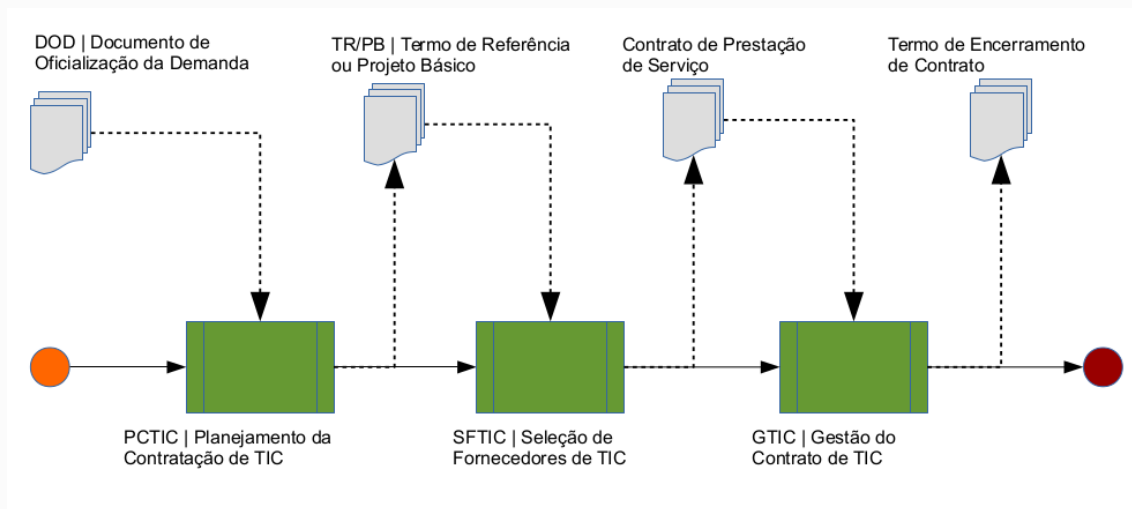 DOD | Documento de
Oficialização da Demanda
TR/PB | Termo de Referência
ou Projeto Básico
Contrato de Prestação
de Serviço
Termo de Encerramento
de Contrato
PCTIC | Planejamento da
Contratação de TIC
SFTIC | Seleção de
Fornecedores de TIC
GTIC | Gestão do
Contrato de TIC